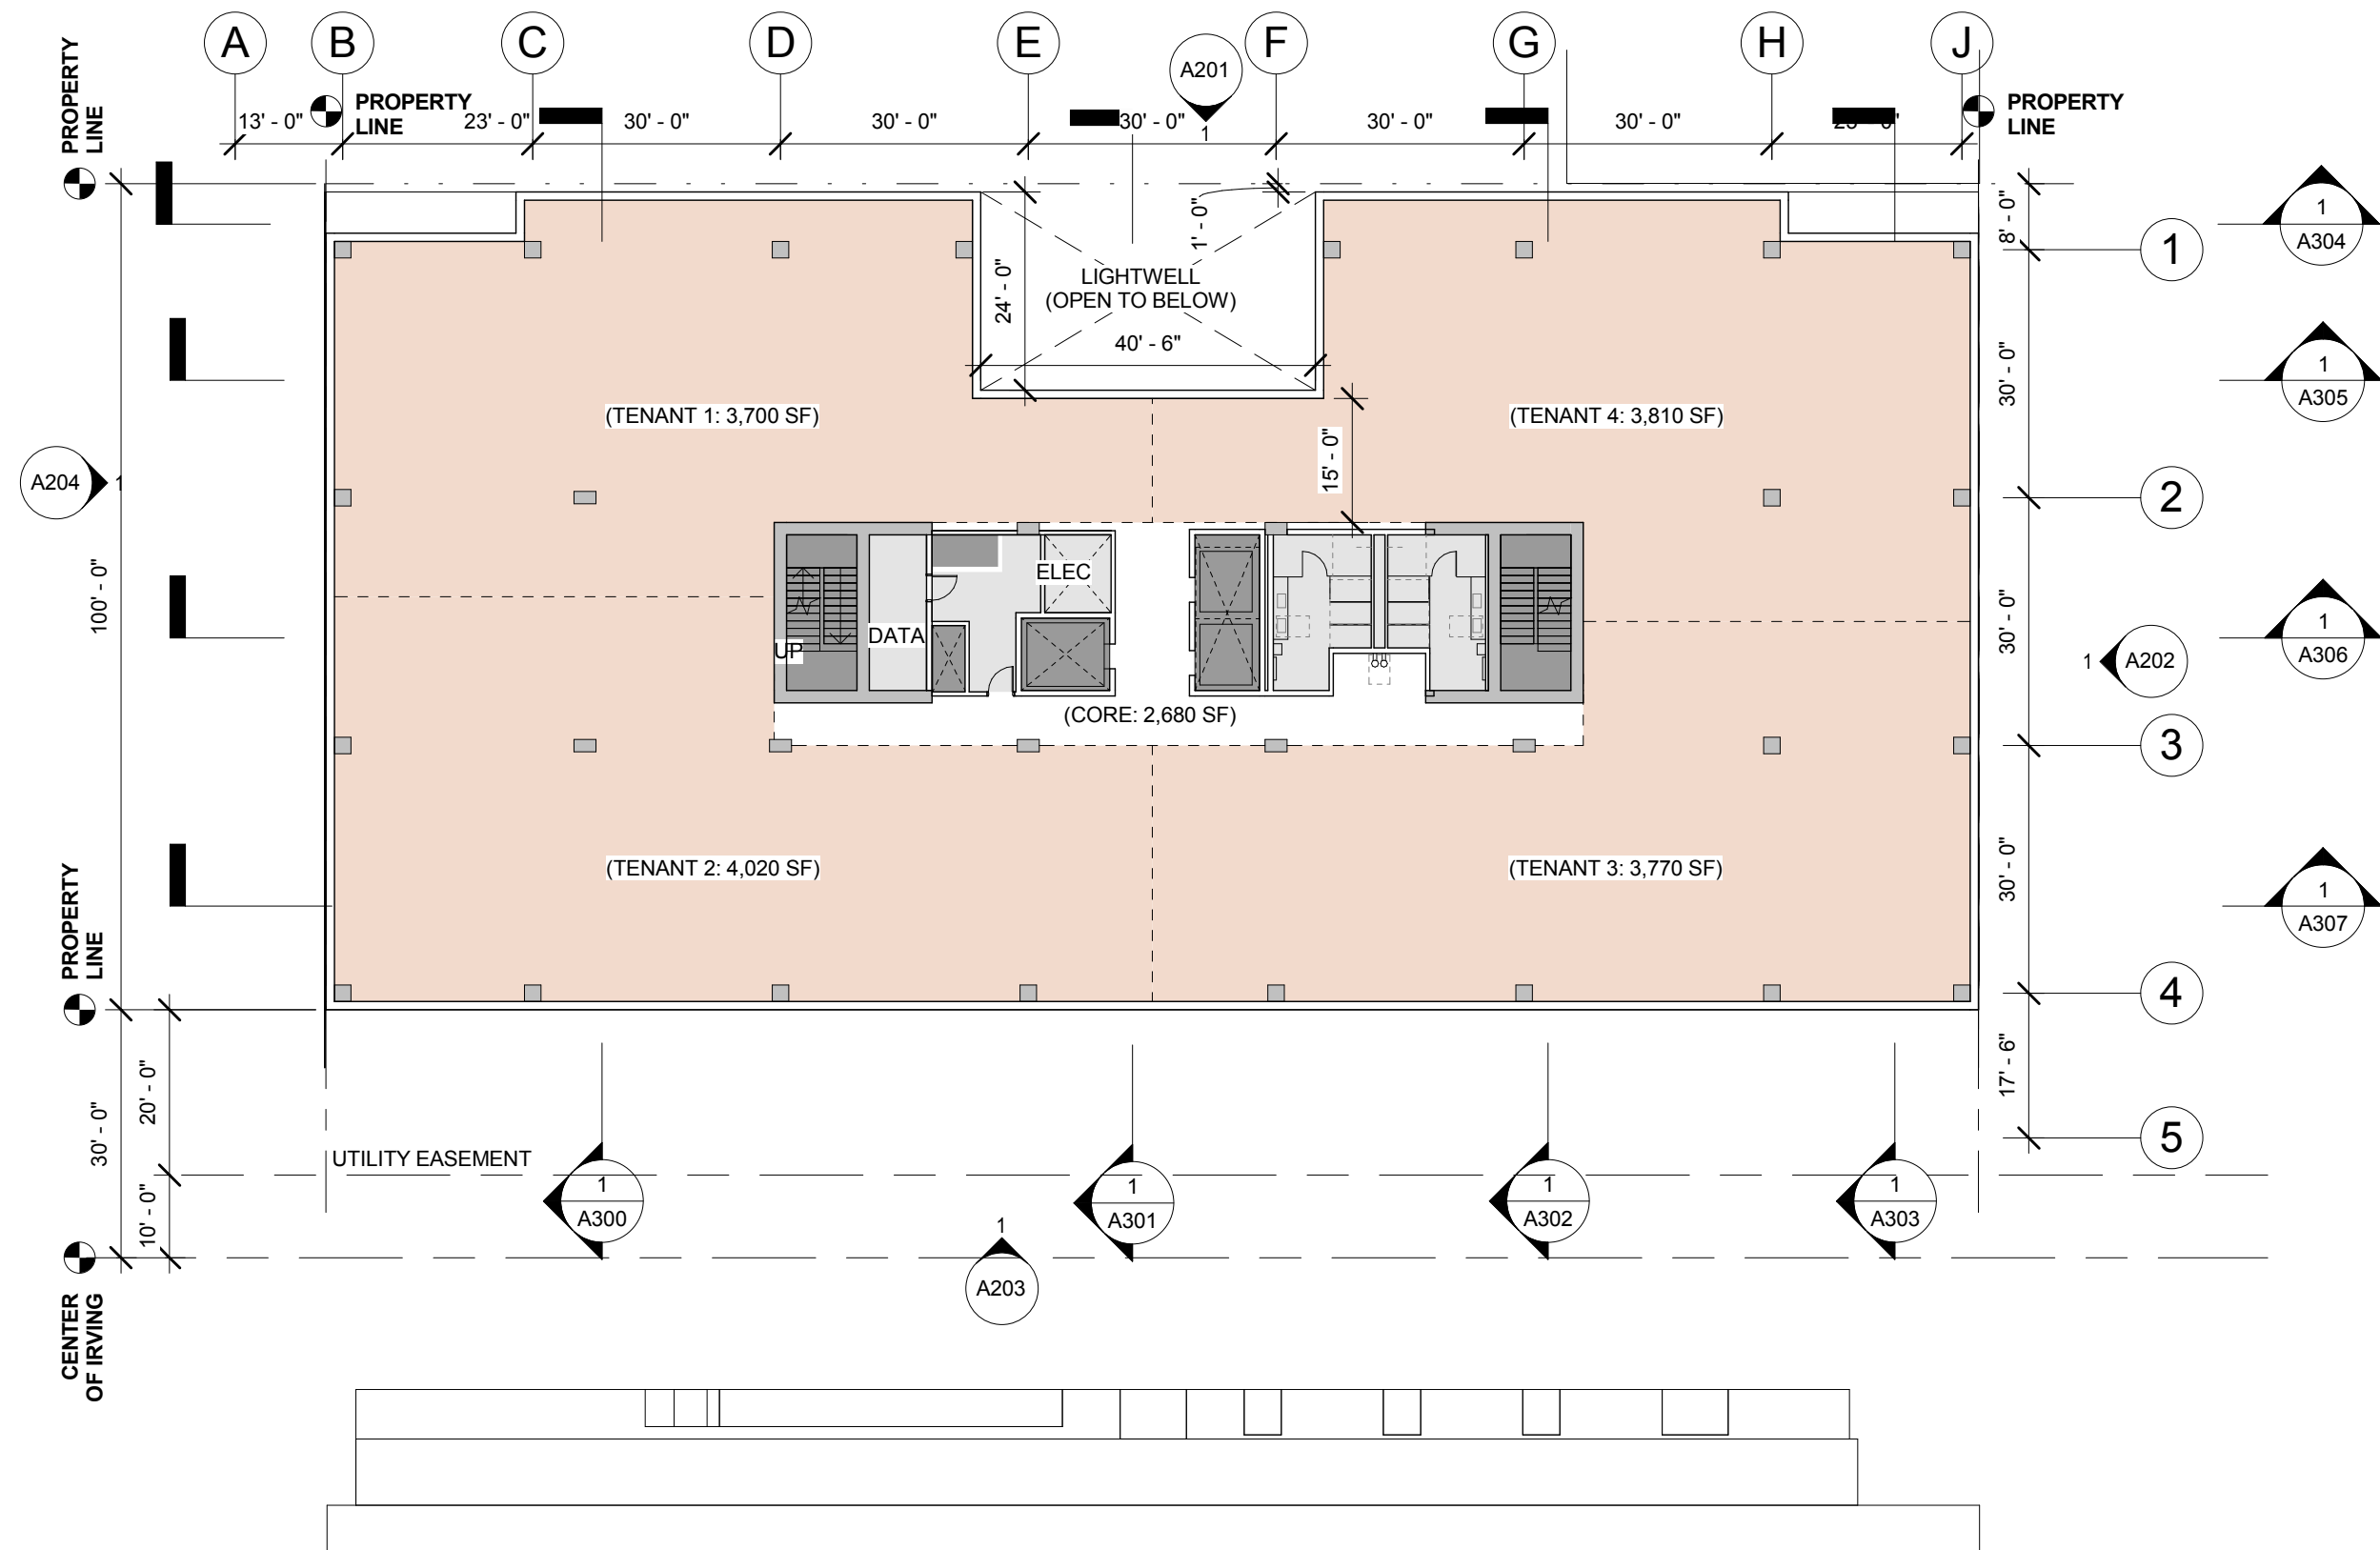 A
B
C
D
E
F
G
H
J
A201
1
PROPERTY
LINE
PROPERTY
LINE
PROPERTY
LINE
13' - 0"
23' - 0"
30' - 0"
30' - 0"
30' - 0"
30' - 0"
30' - 0"
1' - 0"
8' - 0"
1
1
A304
LIGHTWELL
(OPEN TO BELOW)
24' - 0"
40' - 6"
30' - 0"
1
A305
(TENANT 1: 3,700 SF)
(TENANT 4: 3,810 SF)
15' - 0"
A204
1
2
100' - 0"
ELEC
DATA
UP
30' - 0"
1
A306
1
A202
(CORE: 2,680 SF)
3
(TENANT 2: 4,020 SF)
(TENANT 3: 3,770 SF)
30' - 0"
1
A307
PROPERTY
LINE
4
17' - 6"
20' - 0"
30' - 0"
10' - 0"
5
UTILITY EASEMENT
1
A300
1
A301
1
A302
1
A303
1
A203
CENTER
OF IRVING